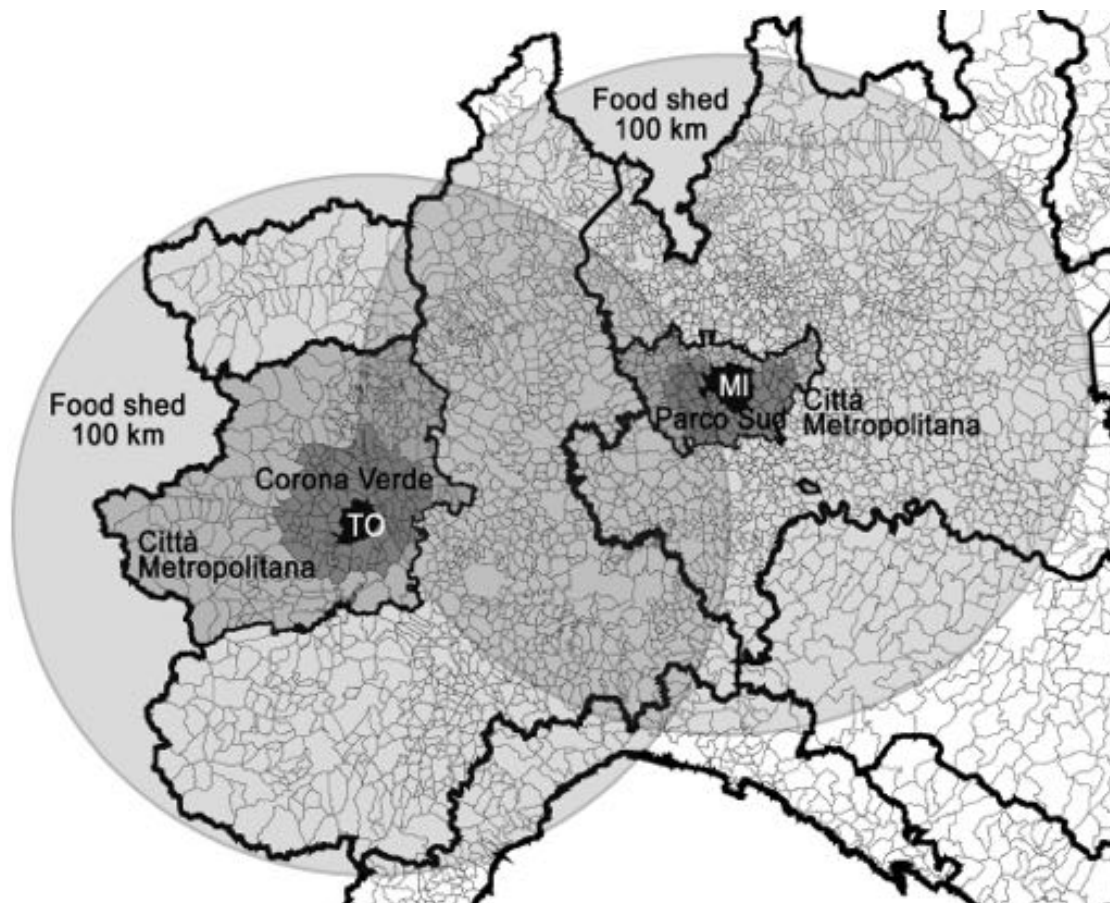 Food shed
100 km
Food shed
100 km
MI
Parco Sud
Città
Metropolitana
Corona Verde
TO
Città
Metropolitana